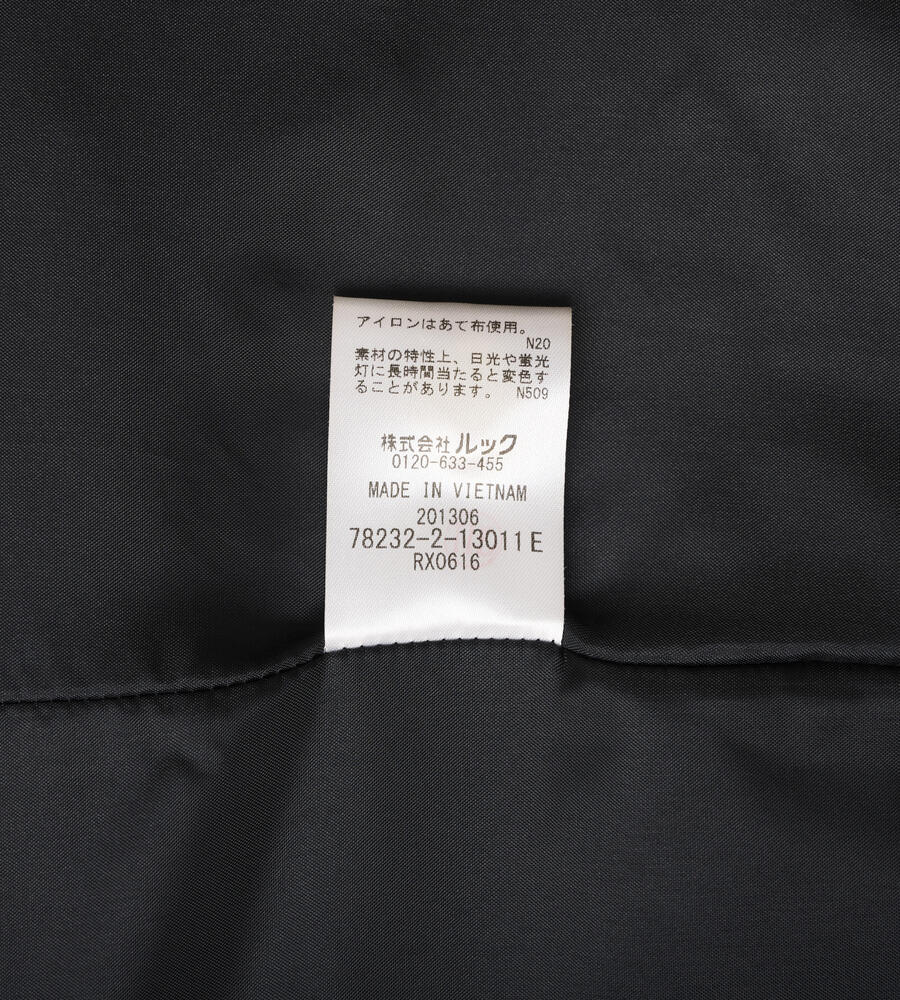 アイロンはあて布使用。
N20
素材の特性上、日光や蛍光
灯に長時間当たると変色す
ることがあります。 N509
株式会社ルック
0120-633-455
MADE IN VIETNAM
201306
78232-2-13011 E
RX0616